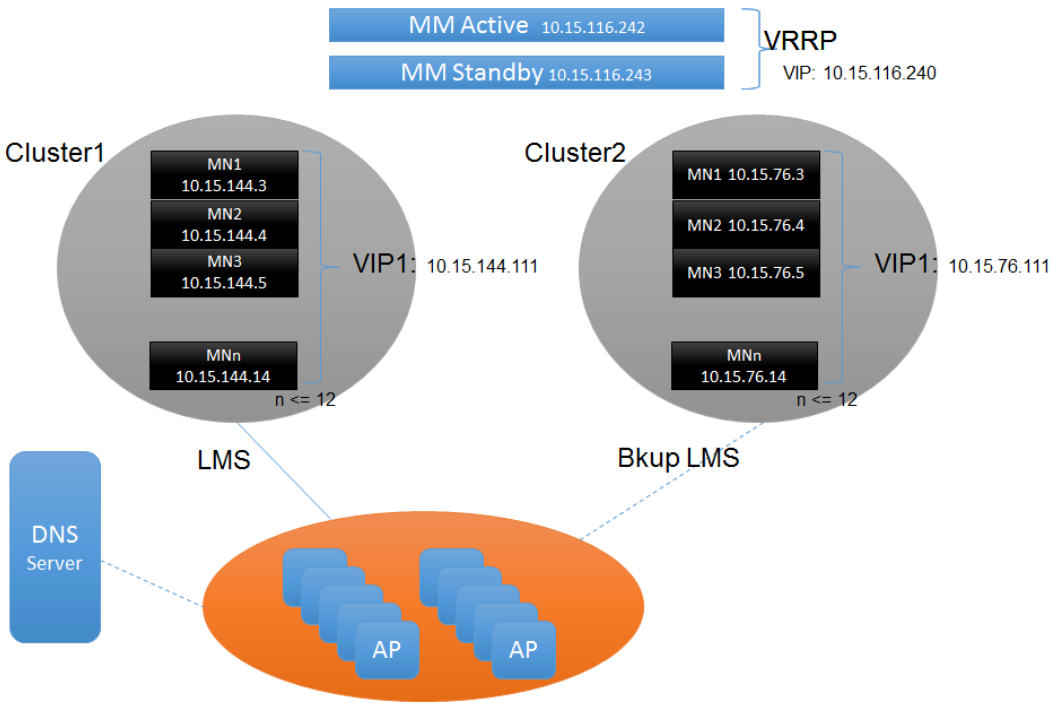 MM Active 10.15.116.242
MM Standby 10.15.116.243
VRRP
VIP: 10.15.116.240
Cluster1
MN1
10.15.144.3
MN2
10.15.144.4
MN3
10.15.144.5
MNn
10.15.144.14
n <= 12
VIP1: 10.15.144.111
Cluster2
MN1 10.15.76.3
MN2 10.15.76.4
MN3 10.15.76.5
MNn
10.15.76.14
n <= 12
VIP1: 10.15.76.111
LMS
Bkup LMS
DNS
Server
AP
AP